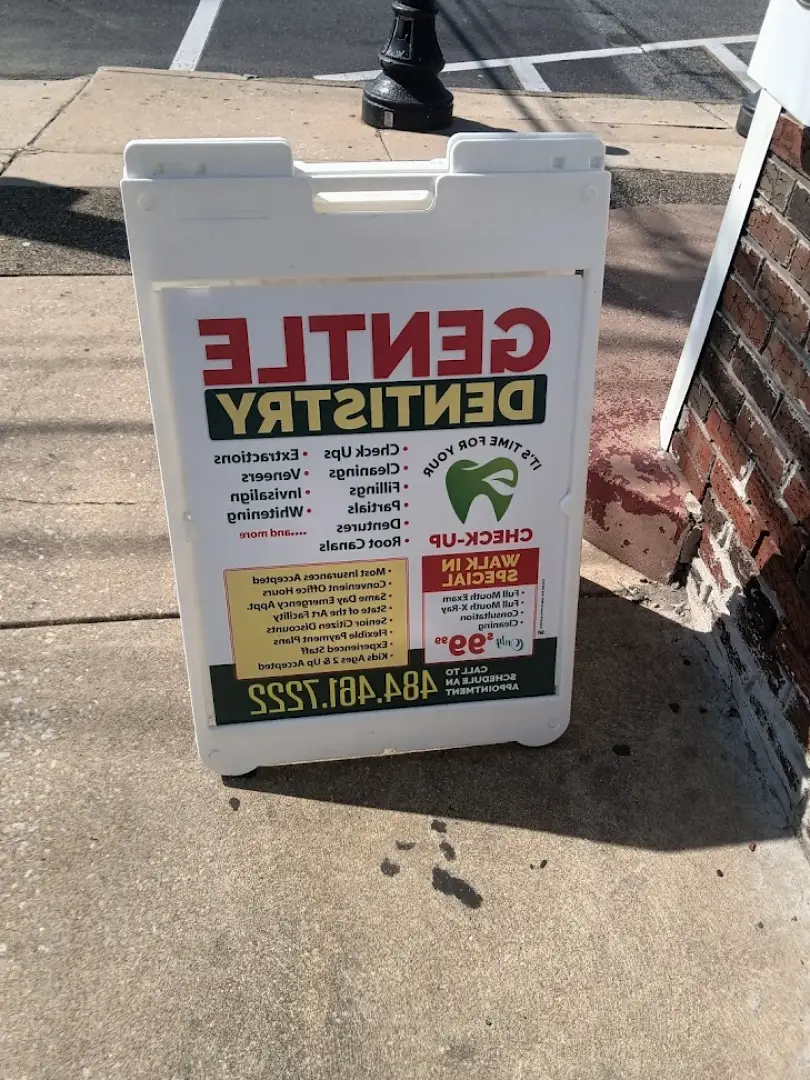 GENTLE
DENTISTRY
IT'S TIME FOR YOUR
CHECK-UP
• Check Ups
• Cleanings
• Fillings
• Partials
• Dentures
• Root Canals
• Extractions
• Veneers
• Invisalign
• Whitening
....and more
WALK IN
SPECIAL
• Full Mouth Exam
• Full Mouth X-Ray
• Consultation
• Cleaning
Only $99.99
• Most Insurances Accepted
• Convenient Office Hours
• Same Day Emergency Appt.
• State of the Art Facility
• Senior Citizen Discounts
• Flexible Payment Plans
• Experienced Staff
• Kids Ages 2 & Up Accepted
CALL TO
SCHEDULE AN
APPOINTMENT
484.461.7222